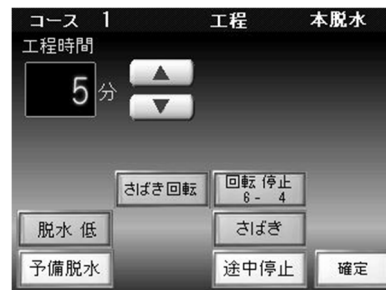 コース 1 工程 本脱水
工程時間
5 分
さばき回転 回転 停止
6 - 4
脱水 低 さばき
予備脱水 途中停止 確定